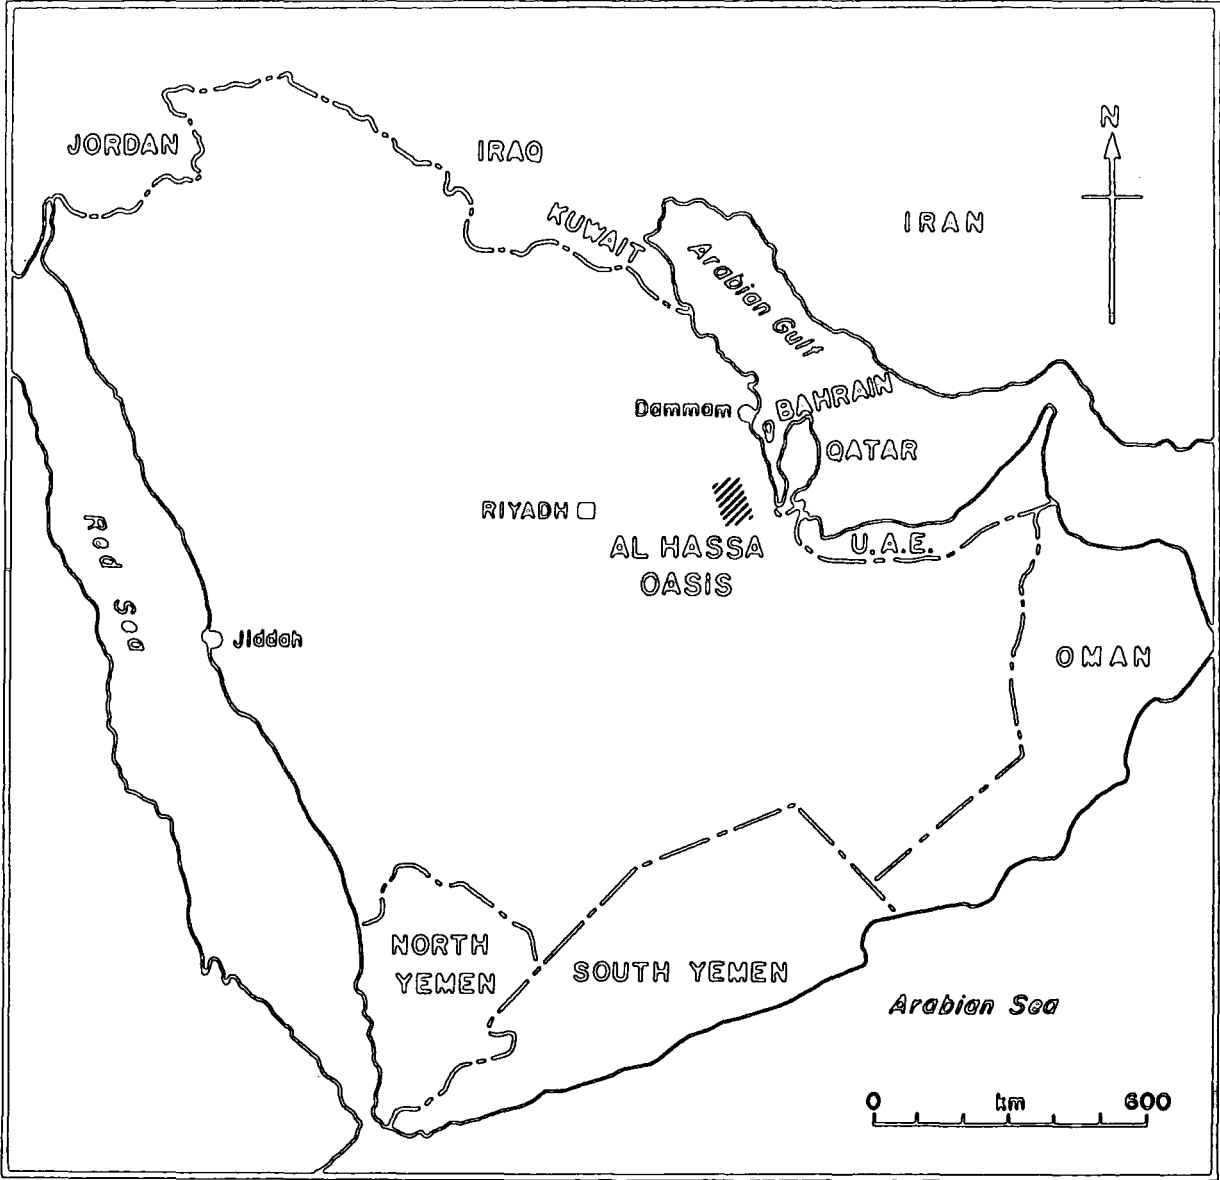 N
JORDAN
IRAQ
KUWAIT
IRAN
Arabian Gulf
Dammam
BAHRAIN
QATAR
RIYADH
AL HASSA
OASIS
U.A.E.
Red Sea
Jiddah
OMAN
NORTH
YEMEN
SOUTH YEMEN
Arabian Sea
0 km 600